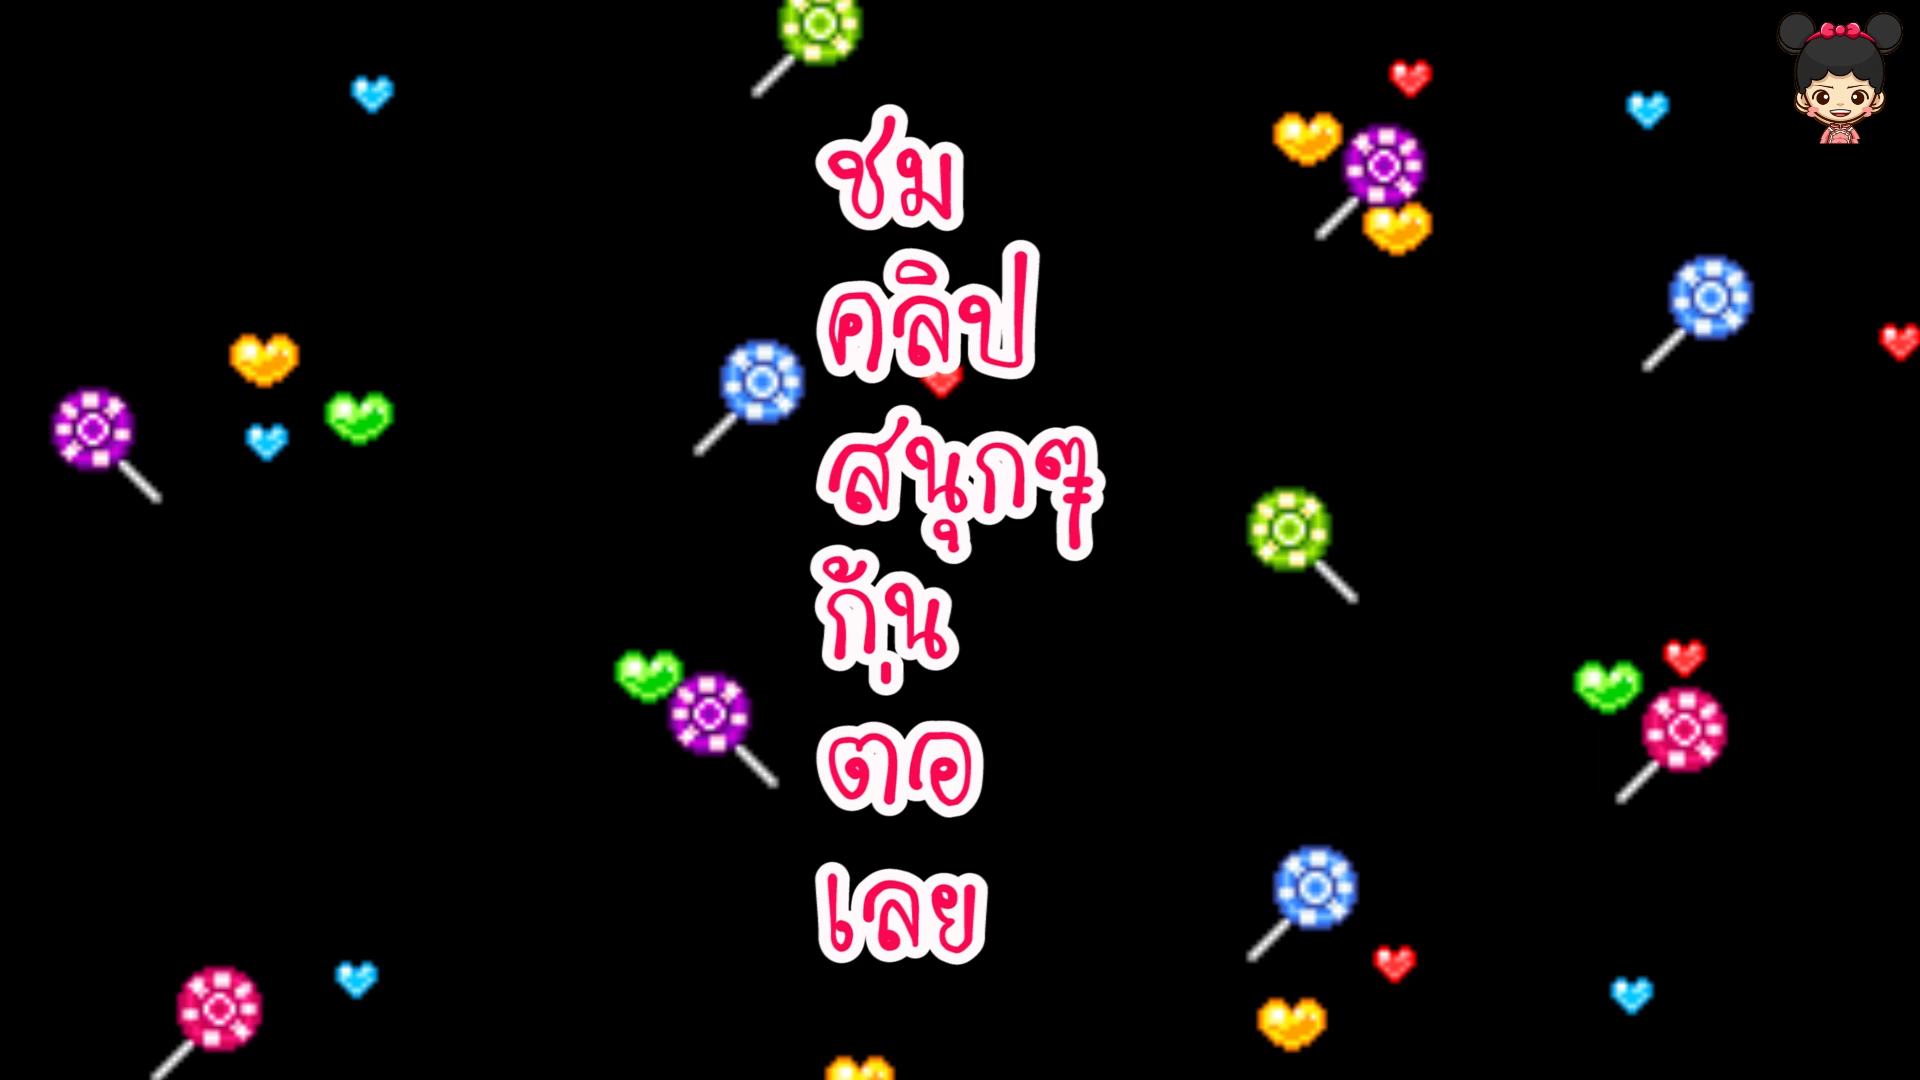 ชม
คลิป
สนุกๆ
กุ้น
ตอ
เลย